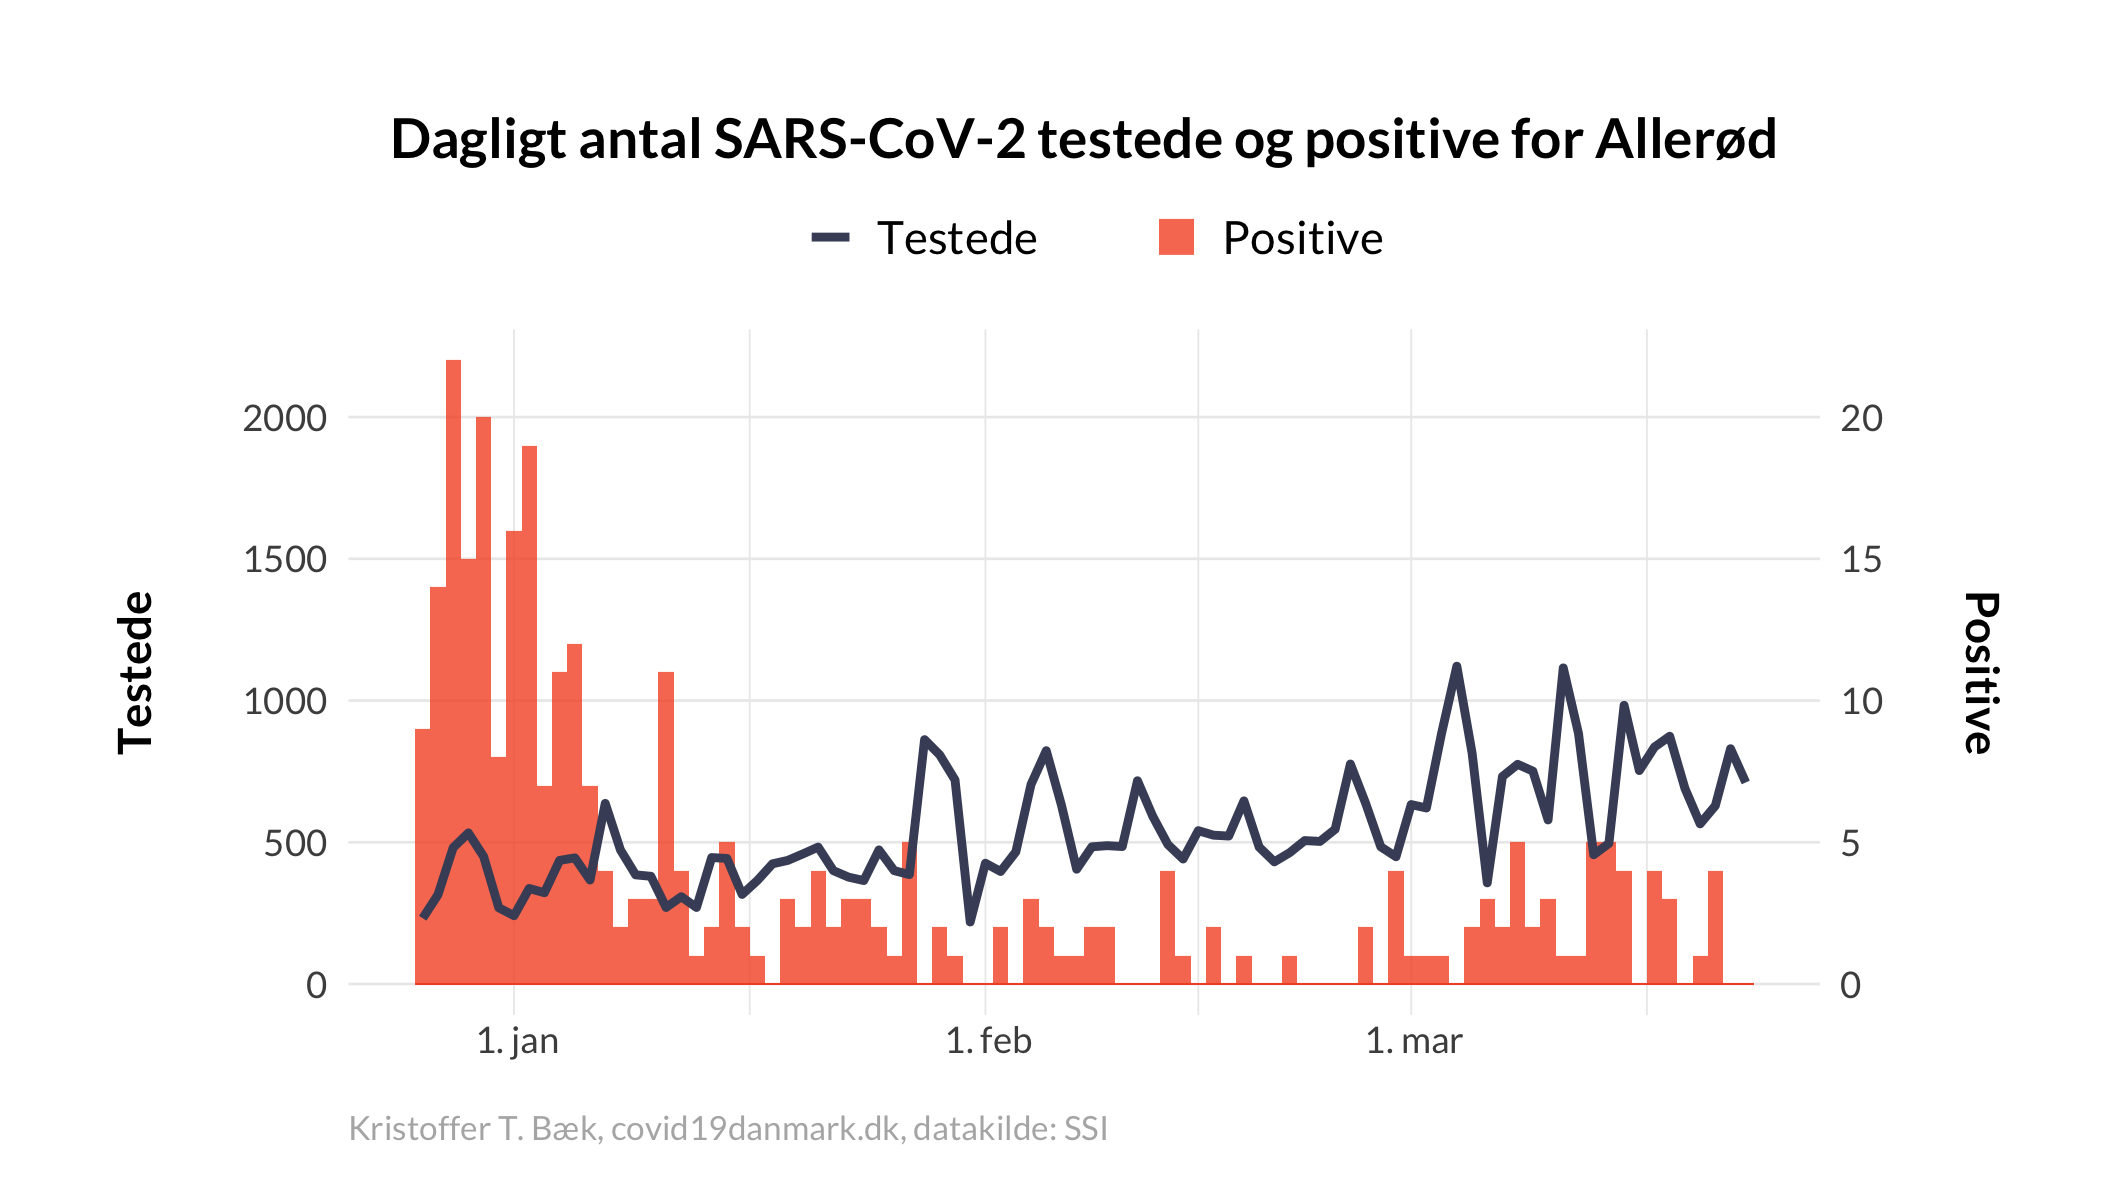 Dagligt antal SARS-CoV-2 testede og positive for Allerød
Testede
Positive
2000
1500
1000
500
0
Testede
20
15
10
5
0
Positive
1. jan
1. feb
1. mar
Kristoffer T. Bæk, covid19danmark.dk, datakilde: SSI